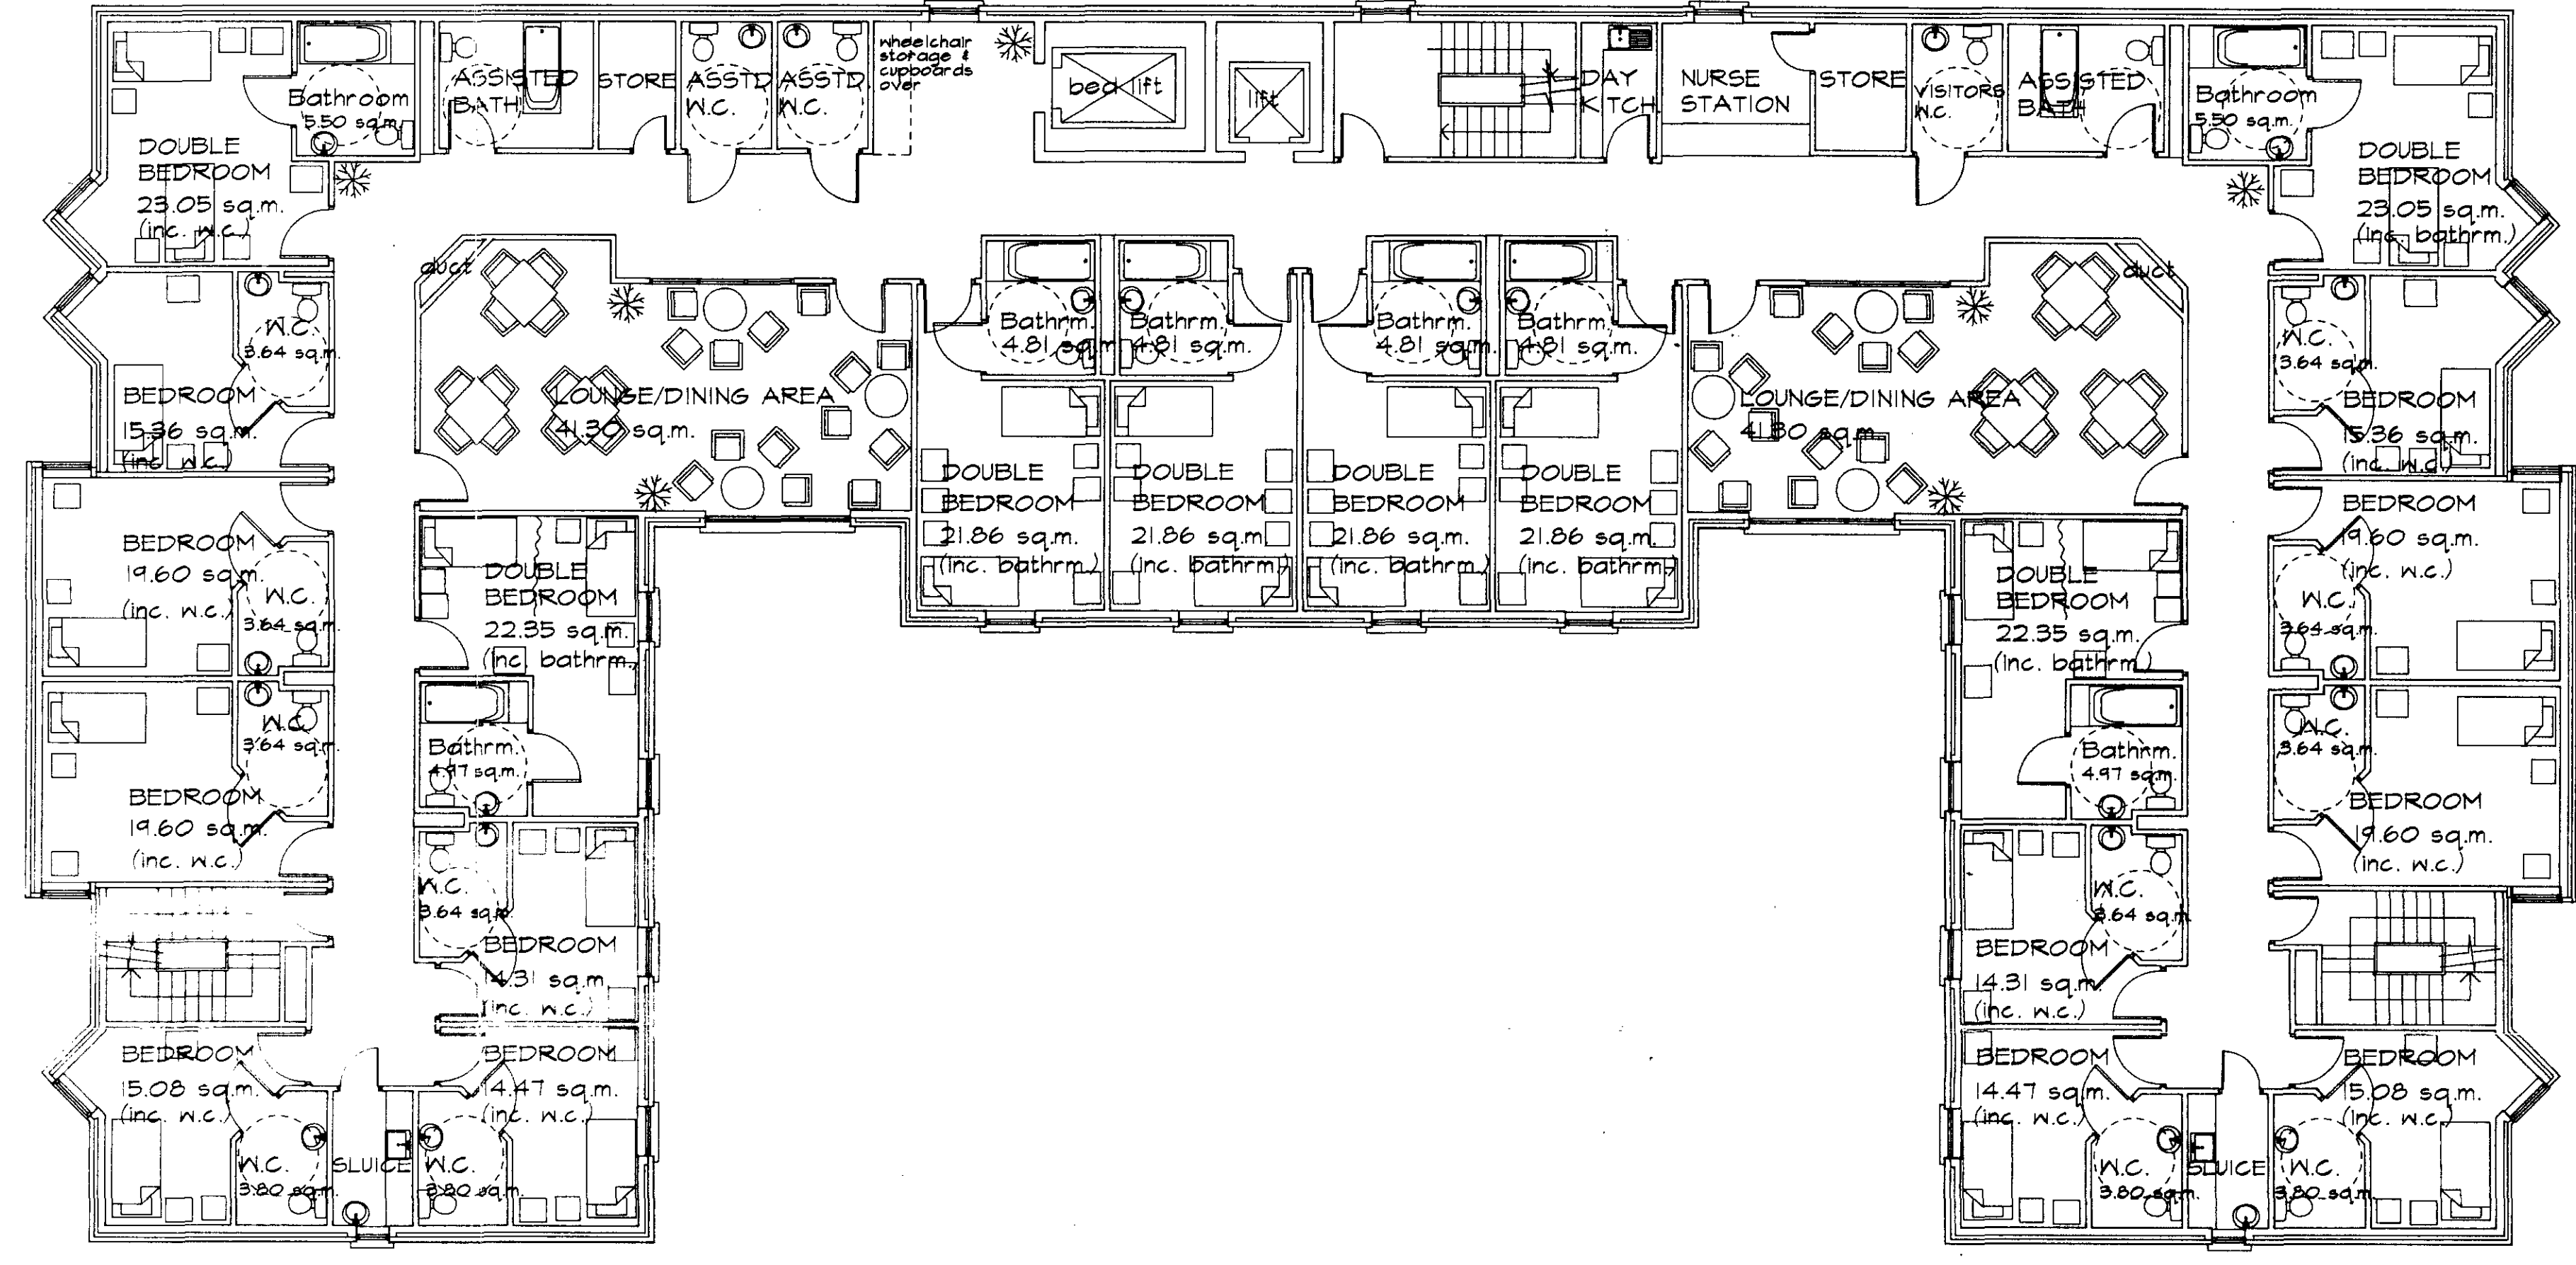 DOUBLE
BEDROOM
23.05 sq.m.
(inc. w.c.)
Bathroom
5.50 sq.m.
ASSISTED
BATH
STORE
ASSTD
W.C.
ASSTD.
W.C.
wheelchair
storage &
cupboards
over
bed lift
lift
DAY
KITCH.
NURSE
STATION
STORE
VISITORS
W.C.
ASSISTED
BATH
Bathroom
5.50 sq.m.
DOUBLE
BEDROOM
23.05 sq.m.
(inc. bathrm.)
W.C.
3.64 sq.m.
BEDROOM
15.36 sq.m.
(inc. w.c.)
duct
LOUNGE/DINING AREA
41.30 sq.m.
Bathrm.
4.81 sq.m.
Bathrm.
4.81 sq.m.
Bathrm.
4.81 sq.m.
Bathrm.
4.81 sq.m.
DOUBLE
BEDROOM
21.86 sq.m.
(inc. bathrm.)
DOUBLE
BEDROOM
21.86 sq.m.
(inc. bathrm.)
DOUBLE
BEDROOM
21.86 sq.m.
(inc. bathrm.)
DOUBLE
BEDROOM
21.86 sq.m.
(inc. bathrm.)
LOUNGE/DINING AREA
41.30 sq.m.
duct
W.C.
3.64 sq.m.
BEDROOM
15.36 sq.m.
(inc. w.c.)
BEDROOM
19.60 sq.m.
(inc. w.c.)
W.C.
3.64 sq.m.
DOUBLE
BEDROOM
22.35 sq.m.
(inc. bathrm.)
DOUBLE
BEDROOM
22.35 sq.m.
(inc. bathrm.)
BEDROOM
19.60 sq.m.
(inc. w.c.)
W.C.
3.64 sq.m.
W.C.
3.64 sq.m.
BEDROOM
19.60 sq.m.
(inc. w.c.)
Bathrm.
4.97 sq.m.
Bathrm.
4.97 sq.m.
W.C.
3.64 sq.m.
BEDROOM
19.60 sq.m.
(inc. w.c.)
W.C.
3.64 sq.m.
BEDROOM
14.31 sq.m.
(inc. w.c.)
W.C.
3.64 sq.m.
BEDROOM
14.31 sq.m.
(inc. w.c.)
BEDROOM
15.08 sq.m.
(inc. w.c.)
BEDROOM
14.47 sq.m.
(inc. w.c.)
W.C.
3.80 sq.m.
SLUICE
W.C.
3.80 sq.m.
BEDROOM
14.47 sq.m.
(inc. w.c.)
BEDROOM
15.08 sq.m.
(inc. w.c.)
W.C.
3.80 sq.m.
SLUICE
W.C.
3.80 sq.m.